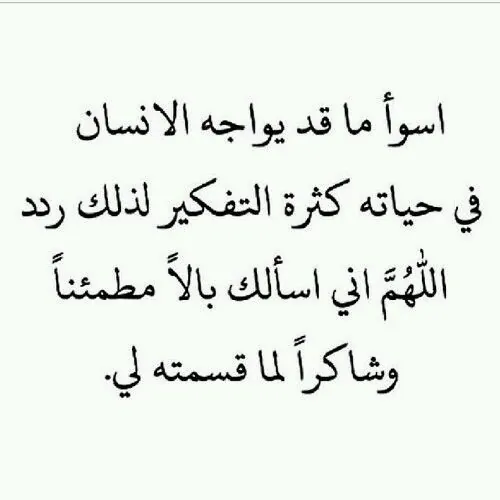 اسوأ ما قد يواجه الانسان
في حياته كثرة التفكير لذلك ردد
اللهُمَّ اني اسألك بالاً مطمئناً
وشاكراً لما قسمته لي.